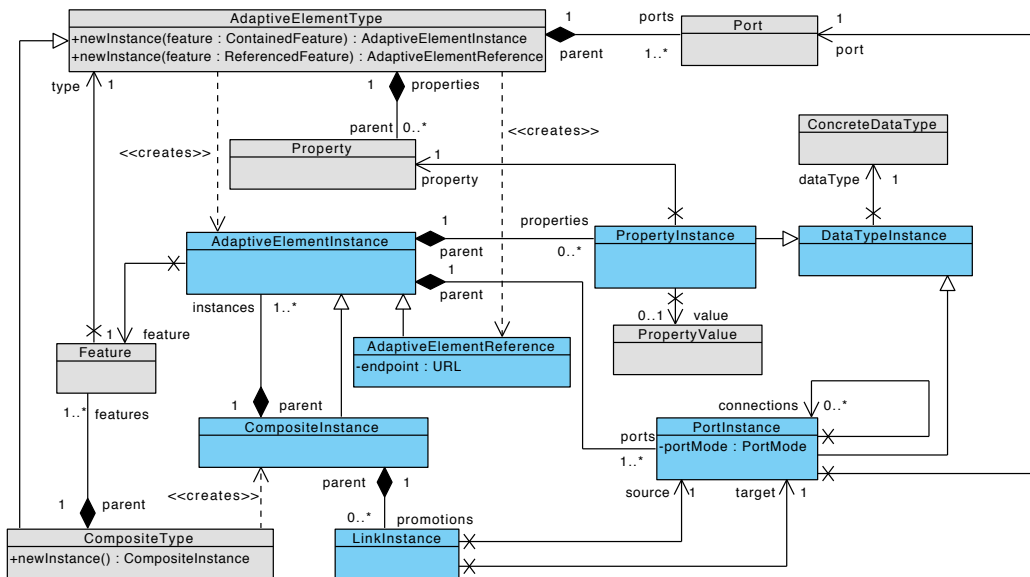 AdaptiveElementType
+newInstance(feature : ContainedFeature) : AdaptiveElementInstance
+newInstance(feature : ReferencedFeature) : AdaptiveElementReference
1
ports
parent
1..*
Port
1
port
type
1
1
properties
parent
0..*
<<creates>>
<<creates>>
Property
1
property
ConcreteDataType
dataType
1
AdaptiveElementInstance
1
properties
parent
0..*
1
parent
PropertyInstance
DataTypeInstance
instances
1..*
0..1
value
PropertyValue
1
feature
Feature
AdaptiveElementReference
-endpoint : URL
1..*
features
1
parent
CompositeInstance
connections
0..*
ports
1..*
PortInstance
-portMode : PortMode
source
1
target
1
<<creates>>
parent
1
0..*
promotions
1
parent
CompositeType
+newInstance() : CompositeInstance
LinkInstance